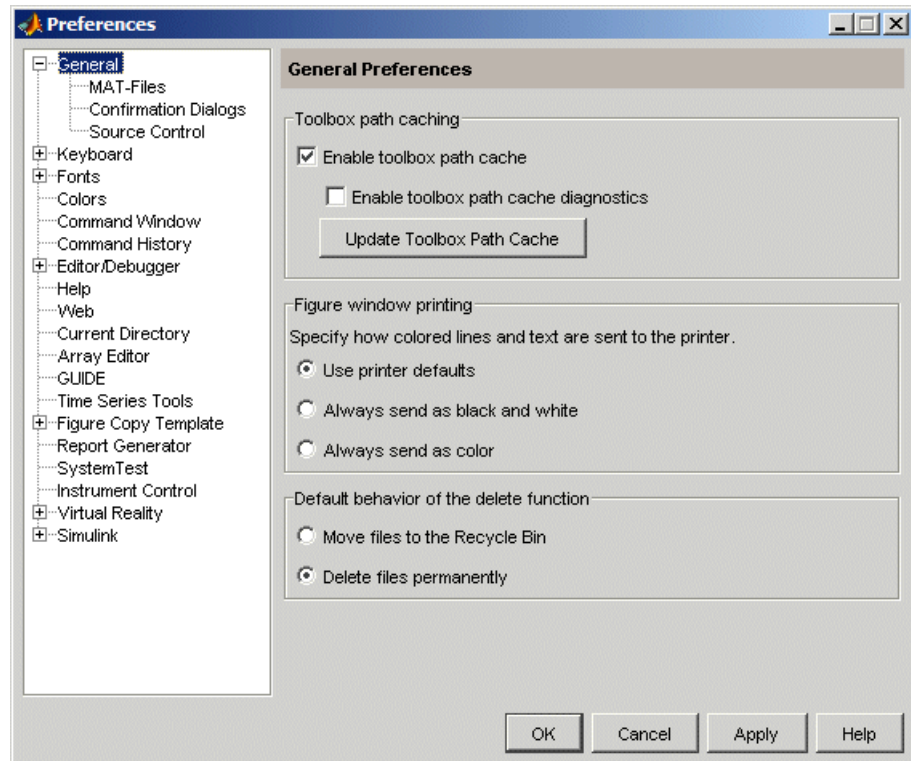 Preferences
General
MAT-Files
Confirmation Dialogs
Source Control
Keyboard
Fonts
Colors
Command Window
Command History
Editor/Debugger
Help
Web
Current Directory
Array Editor
GUIDE
Time Series Tools
Figure Copy Template
Report Generator
SystemTest
Instrument Control
Virtual Reality
Simulink
General Preferences
Toolbox path caching
Enable toolbox path cache
Enable toolbox path cache diagnostics
Update Toolbox Path Cache
Figure window printing
Specify how colored lines and text are sent to the printer.
Use printer defaults
Always send as black and white
Always send as color
Default behavior of the delete function
Move files to the Recycle Bin
Delete files permanently
OK Cancel Apply Help